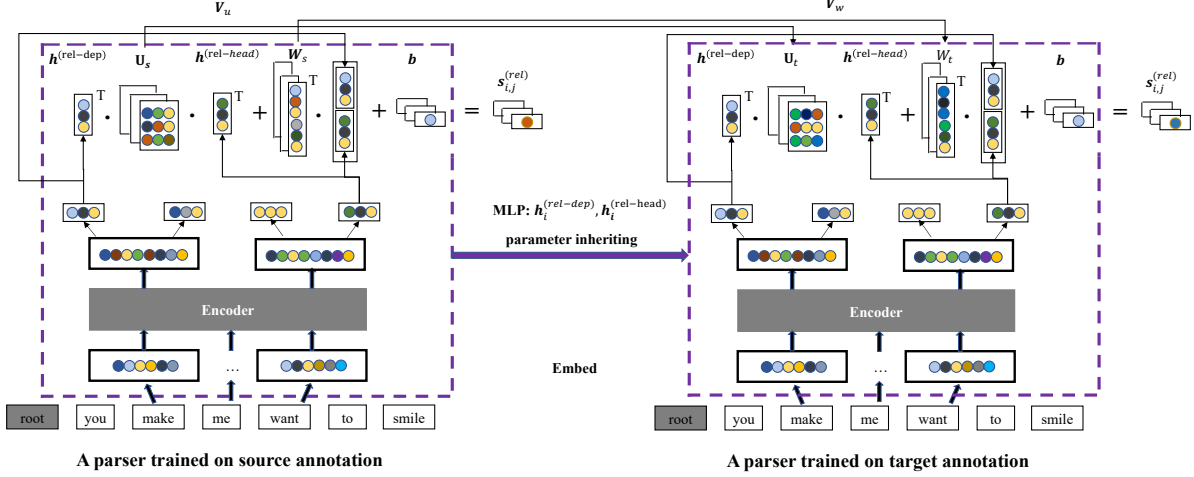 V_u
V_w
h^(rel-dep) U_s h^(rel-head) W_s b
T T T
· · + · + =
s_{i,j}^(rel)
h^(rel-dep) U_t h^(rel-head) W_t b
T T T
· · + · + =
s_{i,j}^(rel)
MLP: h_i^(rel-dep), h_i^(rel-head)
parameter inheriting
Encoder
Encoder
...
...
Embed
root you make me want to smile
root you make me want to smile
A parser trained on source annotation
A parser trained on target annotation